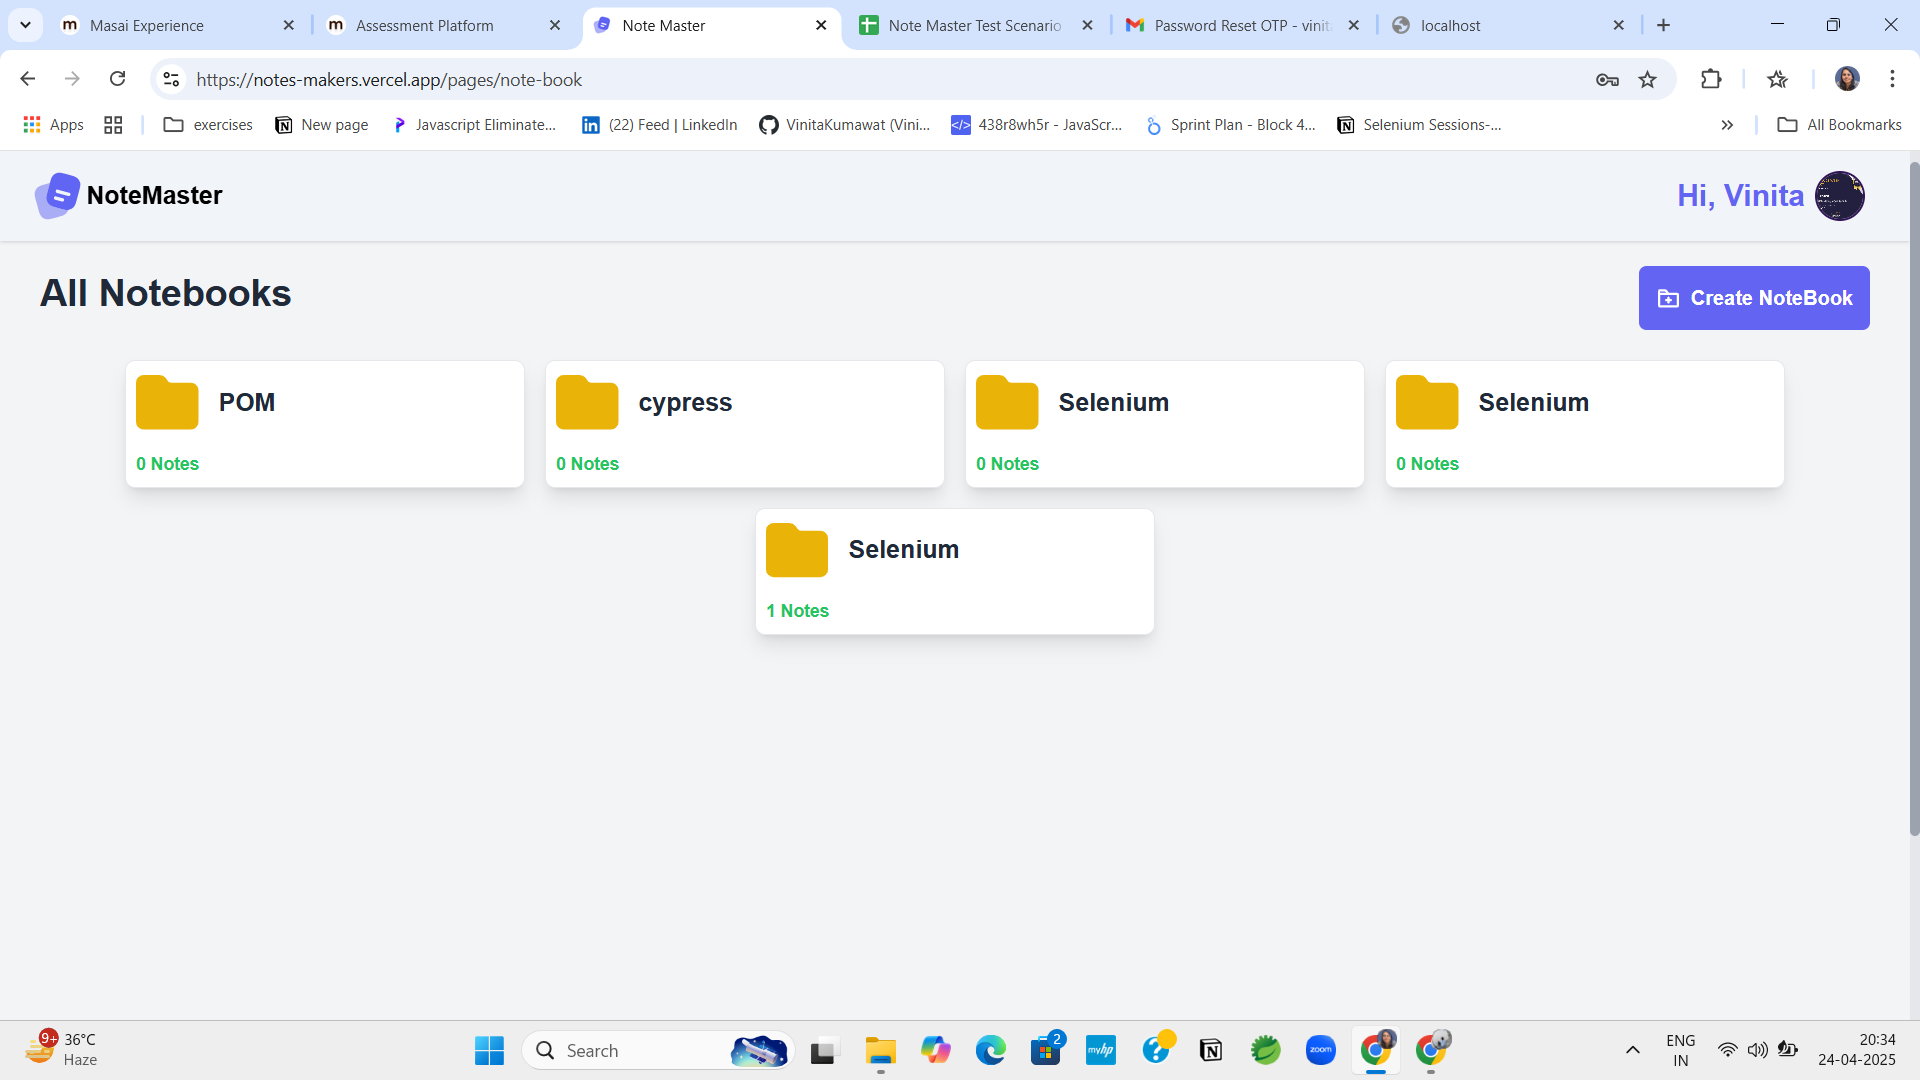 Masai Experience
Assessment Platform
Note Master
Note Master Test Scenario
Password Reset OTP - vinit
localhost
https://notes-makers.vercel.app/pages/note-book
Apps
exercises
New page
Javascript Eliminate...
(22) Feed | LinkedIn
VinitaKumawat (Vini...
438r8wh5r - JavaScr...
Sprint Plan - Block 4...
Selenium Sessions-...
All Bookmarks
NoteMaster
Hi, Vinita
All Notebooks
Create NoteBook
POM
0 Notes
cypress
0 Notes
Selenium
0 Notes
Selenium
0 Notes
Selenium
1 Notes
9+
36°C
Haze
Search
2
myhp
zoom
ENG
IN
20:34
24-04-2025